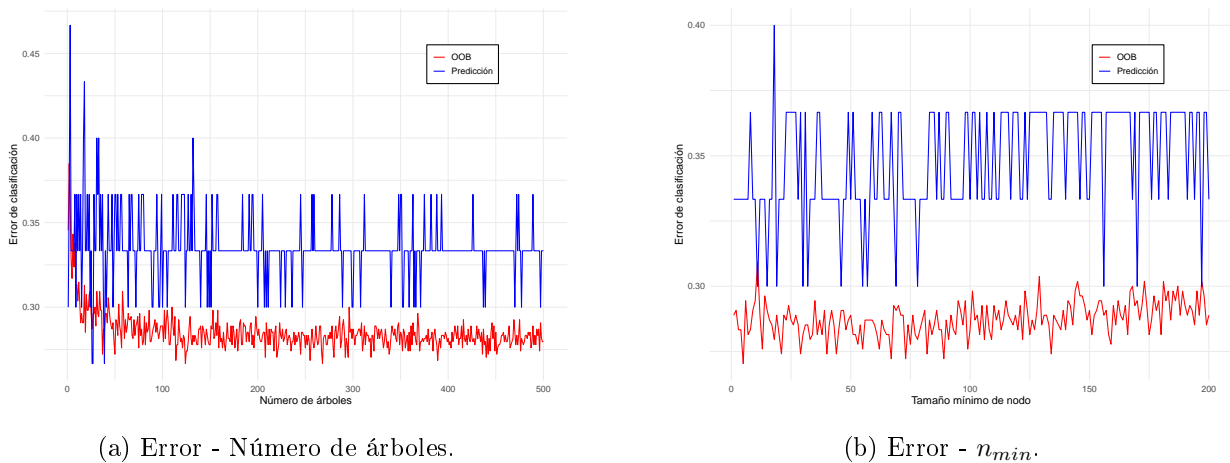 0.45
0.40
0.35
0.30
Error de clasificación
OOB
Predicción
0
100
200
300
400
500
Número de árboles
(a) Error - Número de árboles.
0.40
0.35
0.30
Error de clasificación
OOB
Predicción
0
50
100
150
200
Tamaño mínimo de nodo
(b) Error - nmin.